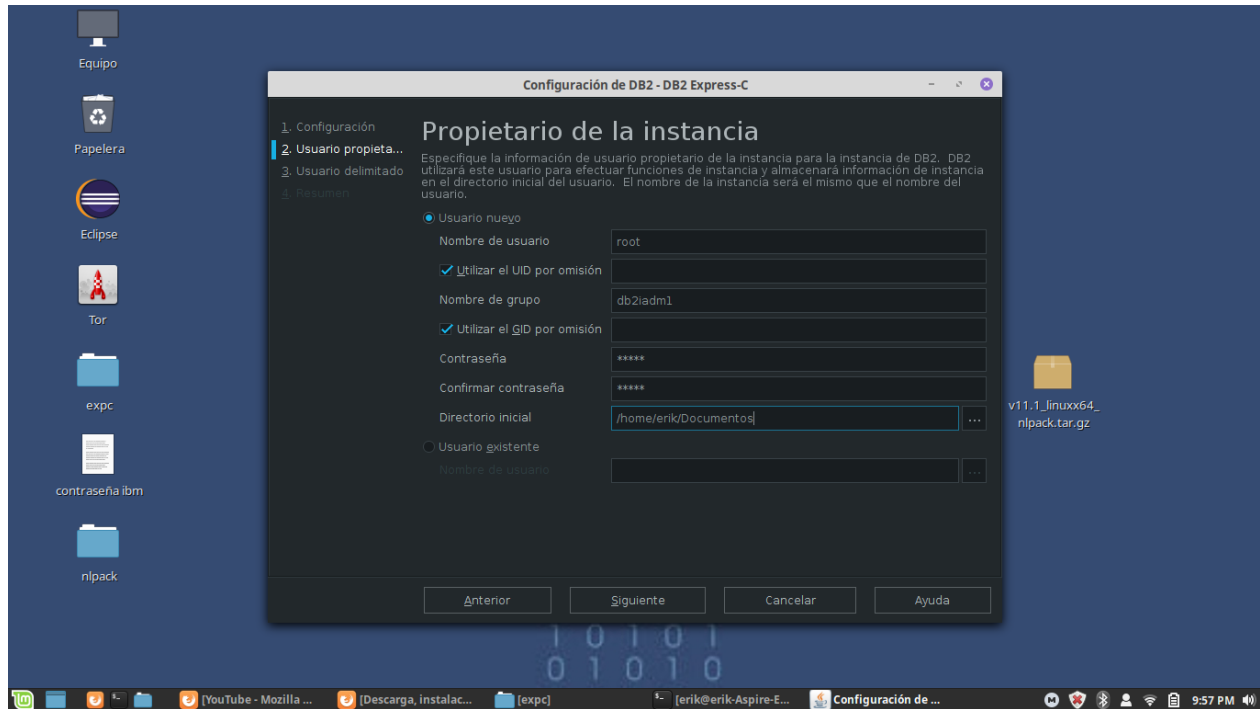 Equipo
Papelera
Eclipse
Tor
expc
contraseña ibm
nlpack
Configuración de DB2 - DB2 Express-C
1. Configuración
2. Usuario propieta...
3. Usuario delimitado
4. Resumen
Propietario de la instancia
Especifique la información de usuario propietario de la instancia para la instancia de DB2. DB2
utilizará este usuario para efectuar funciones de instancia y almacenará información de instancia
en el directorio inicial del usuario. El nombre de la instancia será el mismo que el nombre del
usuario.
Usuario nuevo
Nombre de usuario root
Utilizar el UID por omisión
Nombre de grupo db2iadm1
Utilizar el GID por omisión
Contraseña *****
Confirmar contraseña *****
Directorio inicial /home/erik/Documentos ...
Usuario existente
Nombre de usuario ...
Anterior Siguiente Cancelar Ayuda
v11.1_linuxx64_
nlpack.tar.gz
1 0 1 0 1
0 1 0 1 0
[YouTube - Mozilla ... [Descarga, instalac... [expc] [erik@erik-Aspire-E... Configuración de ... 9:57 PM